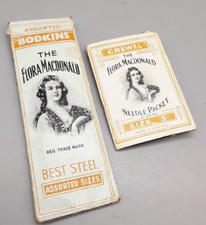 ASSORTED
BODKINS
THE
FLORA MACDONALD
REG. TRADE MARK
BEST STEEL
ASSORTED SIZES
CREWEL
THE
FLORA MACDONALD
NEEDLE PACKET
SIZE 5